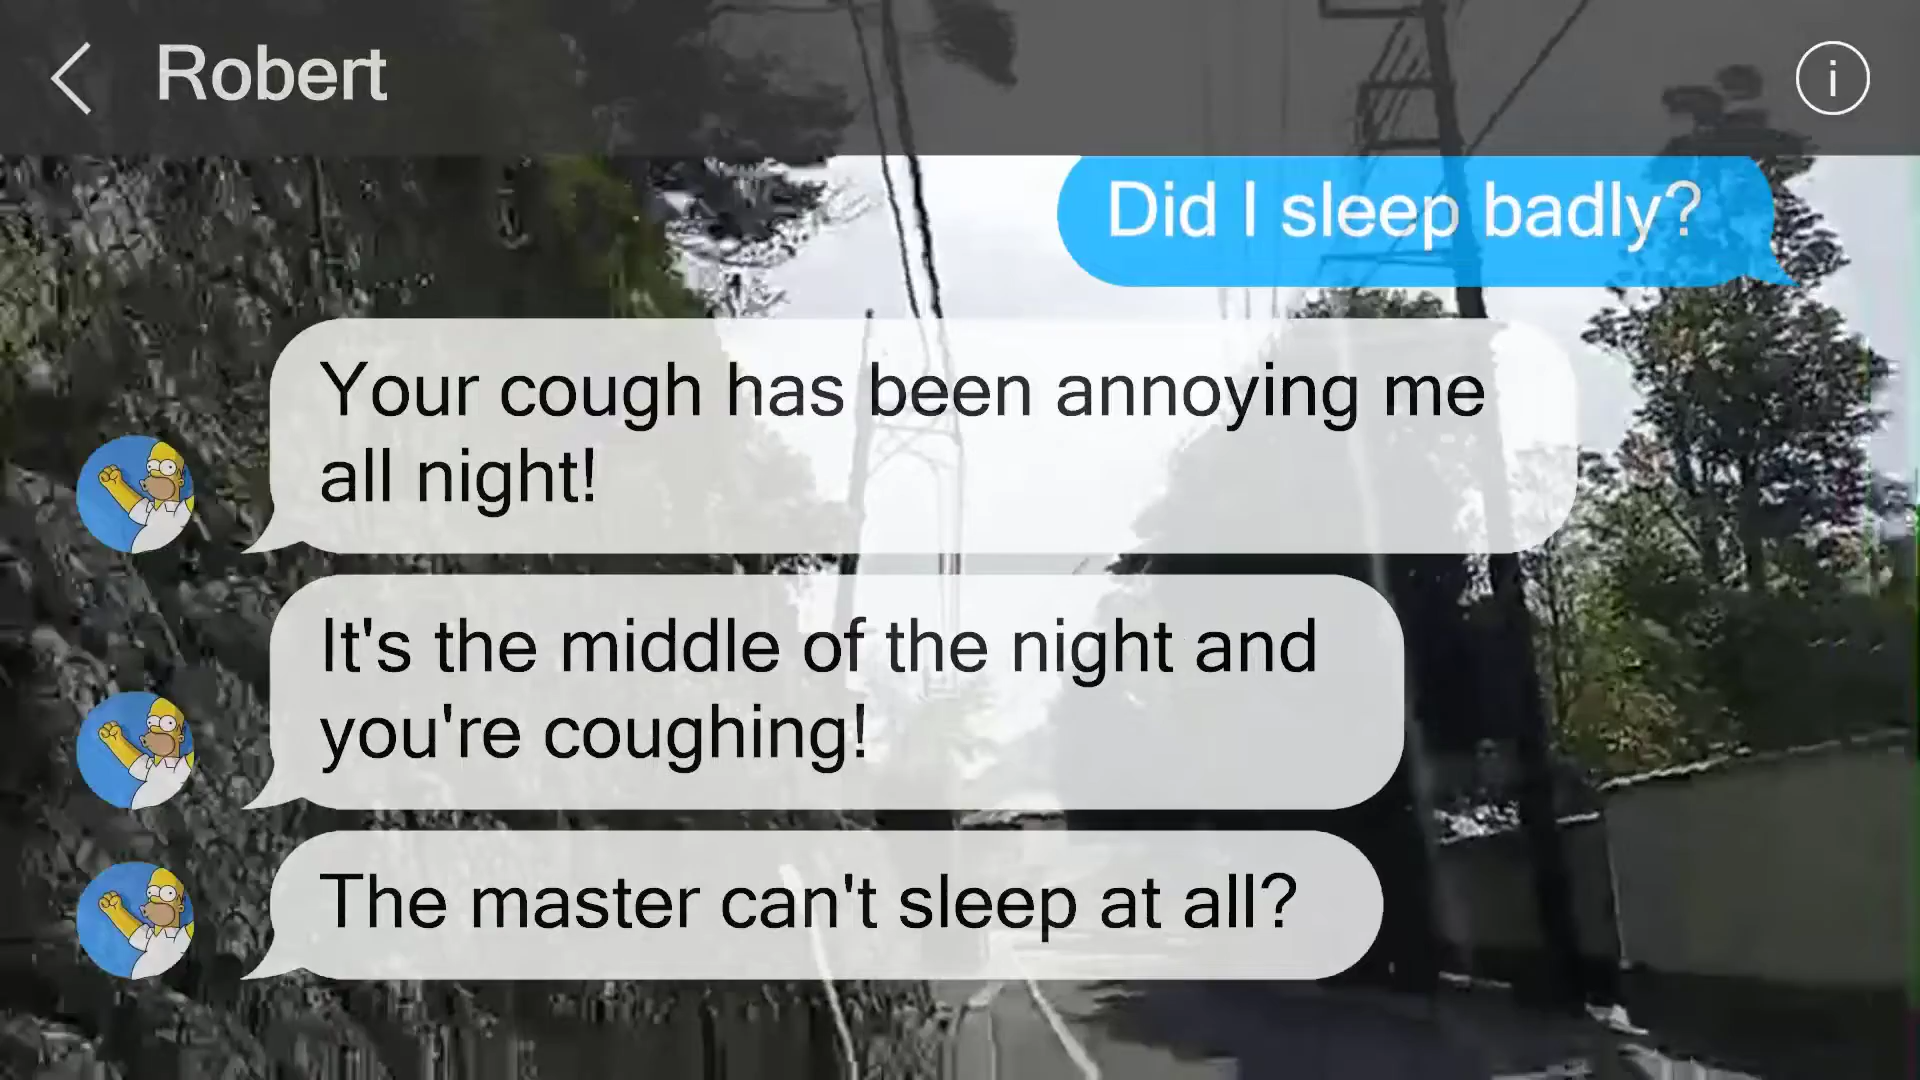 Robert
Did I sleep badly?
Your cough has been annoying me
all night!
It's the middle of the night and
you're coughing!
The master can't sleep at all?